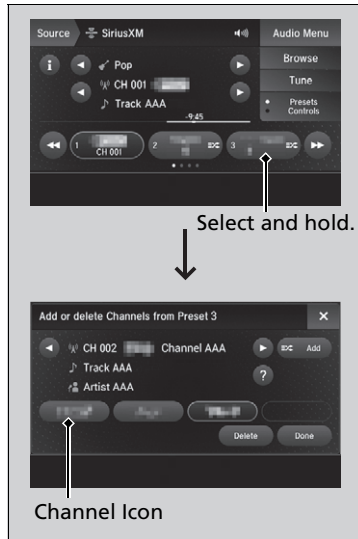 Source SiriusXM Audio Menu
i Pop Browse
CH 001 Tune
Track AAA Presets
Controls
-9:45
1 2 3
CH 001
Select and hold.
Add or delete Channels from Preset 3 X
CH 002 Channel AAA Add
Track AAA
Artist AAA ?
Delete Done
Channel Icon